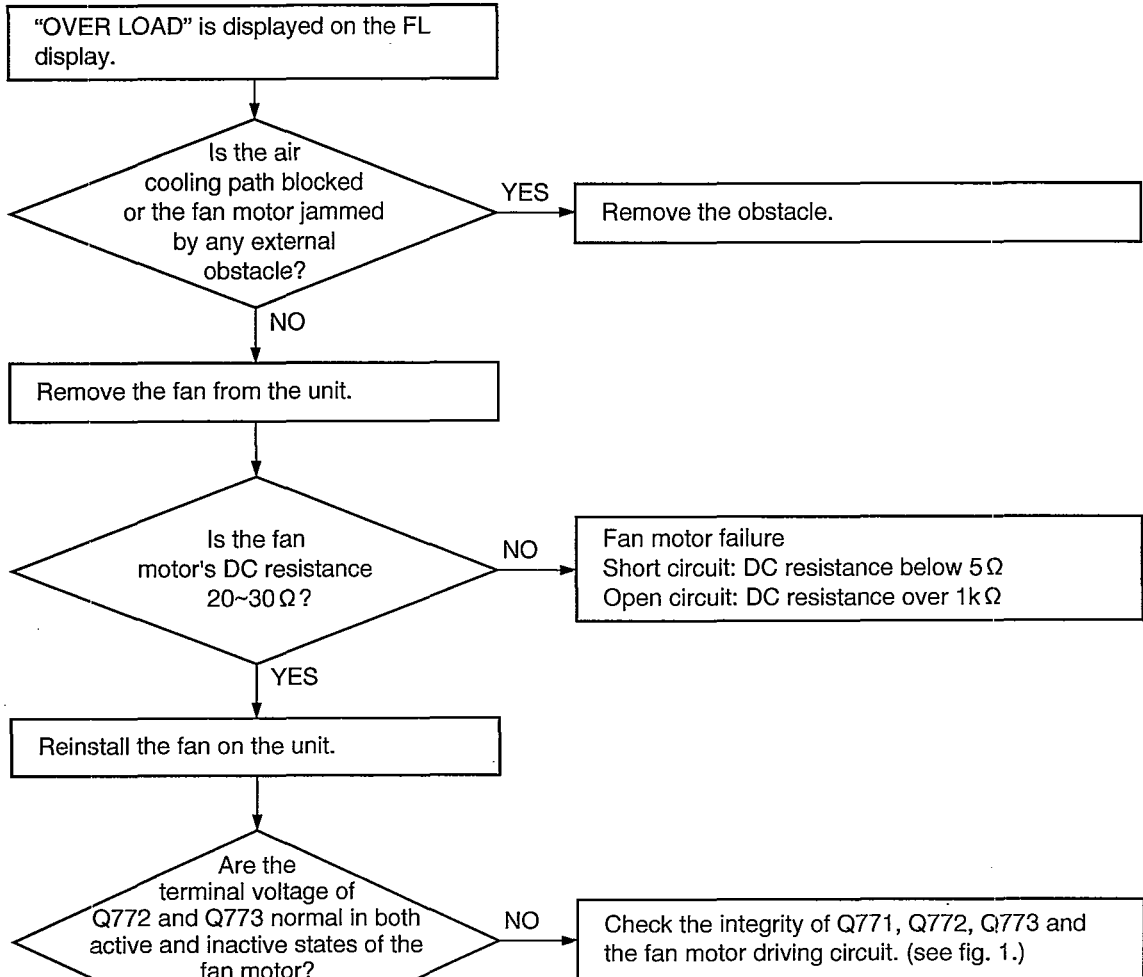 “OVER LOAD” is displayed on the FL
display.
Is the air
cooling path blocked
or the fan motor jammed
by any external
obstacle?
YES
Remove the obstacle.
NO
Remove the fan from the unit.
Is the fan
motor's DC resistance
20~30 Ω ?
NO
Fan motor failure
Short circuit: DC resistance below 5 Ω
Open circuit: DC resistance over 1k Ω
YES
Reinstall the fan on the unit.
Are the
terminal voltage of
Q772 and Q773 normal in both
active and inactive states of the
fan motor?
NO
Check the integrity of Q771, Q772, Q773 and
the fan motor driving circuit. (see fig. 1.)